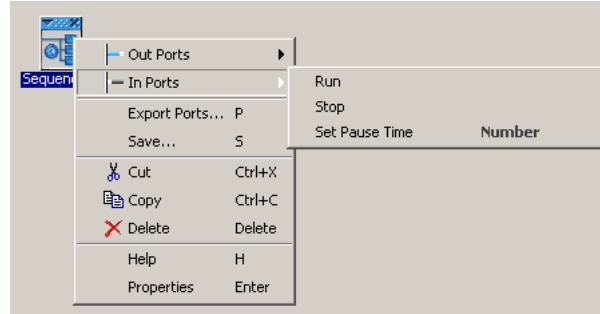 Sequen
Out Ports
In Ports
Export Ports... P
Save... S
Cut Ctrl+X
Copy Ctrl+C
Delete Delete
Help H
Properties Enter
Run
Stop
Set Pause Time Number